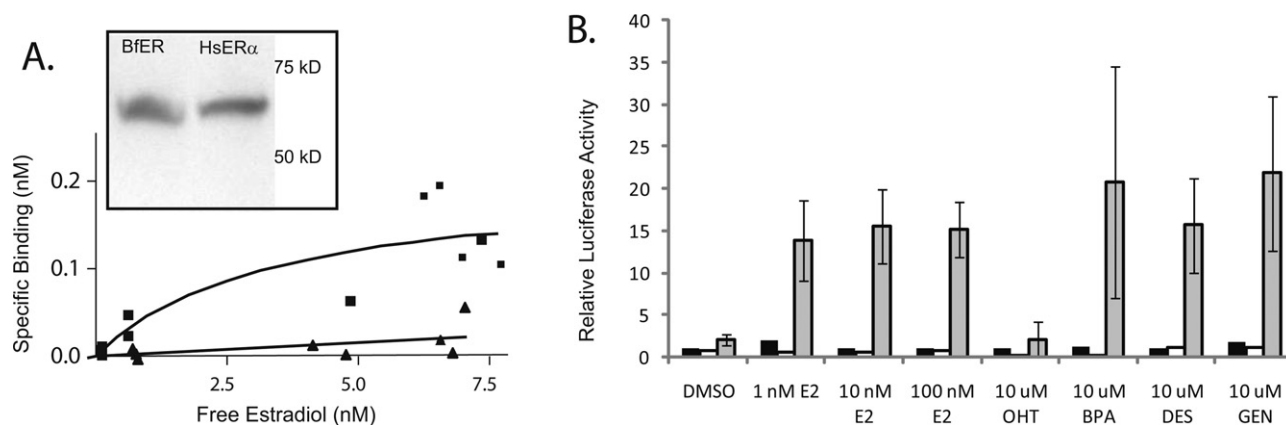 A.
BfER HsERα
75 kD
50 kD
Specific Binding (nM)
0.2
0.1
0.0
2.5 5.0 7.5
Free Estradiol (nM)
B.
Relative Luciferase Activity
40
35
30
25
20
15
10
5
0
DMSO 1 nM E2 10 nM 100 nM 10 uM 10 uM 10 uM 10 uM
E2 E2 OHT BPA DES GEN